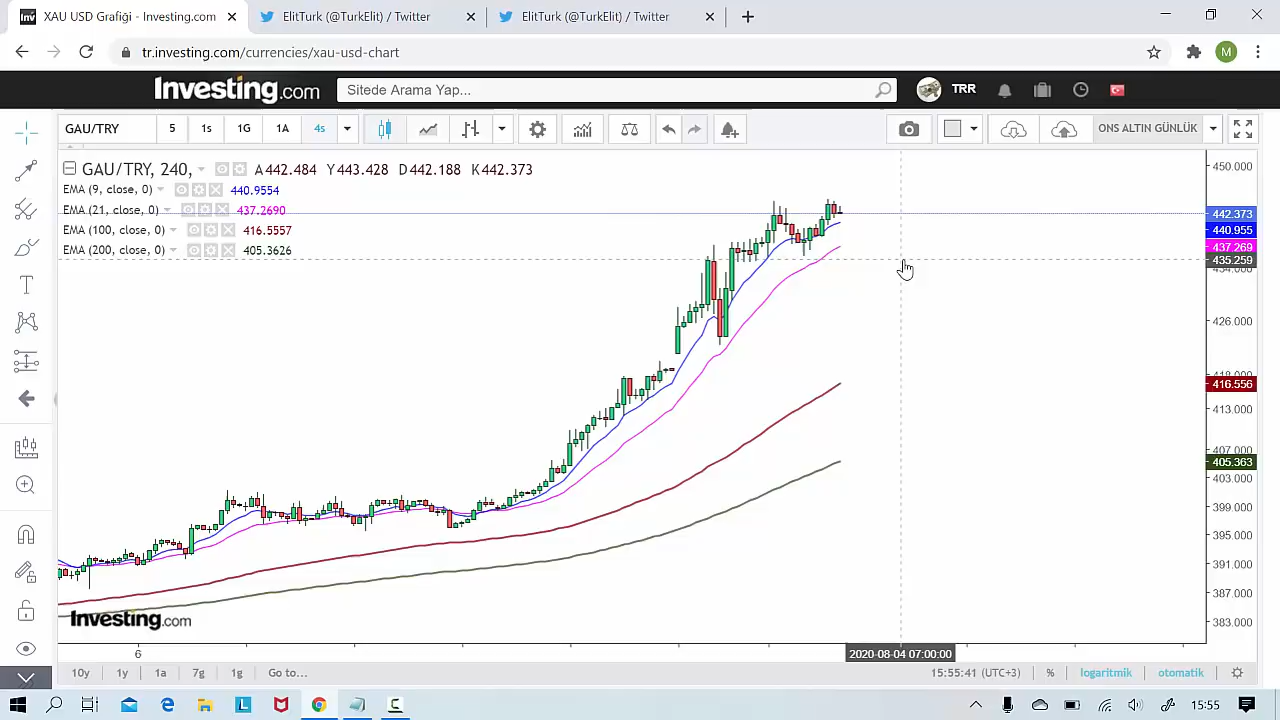 XAU USD Grafiği - Investing.com
ElitTurk (@TurkElit) / Twitter
ElitTurk (@TurkElit) / Twitter
tr.investing.com/currencies/xau-usd-chart
M
Investing.com
Sitede Arama Yap...
TRR
GAU/TRY
5
1s
1G
1A
4s
ONS ALTIN GÜNLÜK
GAU/TRY, 240, A442.484 Y443.428 D442.188 K442.373
EMA (9, close, 0) 440.9554
EMA (21, close, 0) 437.2690
EMA (100, close, 0) 416.5557
EMA (200, close, 0) 405.3626
450.000
442.373
440.955
437.269
435.259
426.000
416.556
413.000
407.000
405.363
403.000
399.000
395.000
391.000
387.000
383.000
Investing.com
6
2020-08-04 07:00:00
10y 1y 1a 7g 1g Go to... 15:55:41 (UTC+3) % logaritmik otomatik
15:55